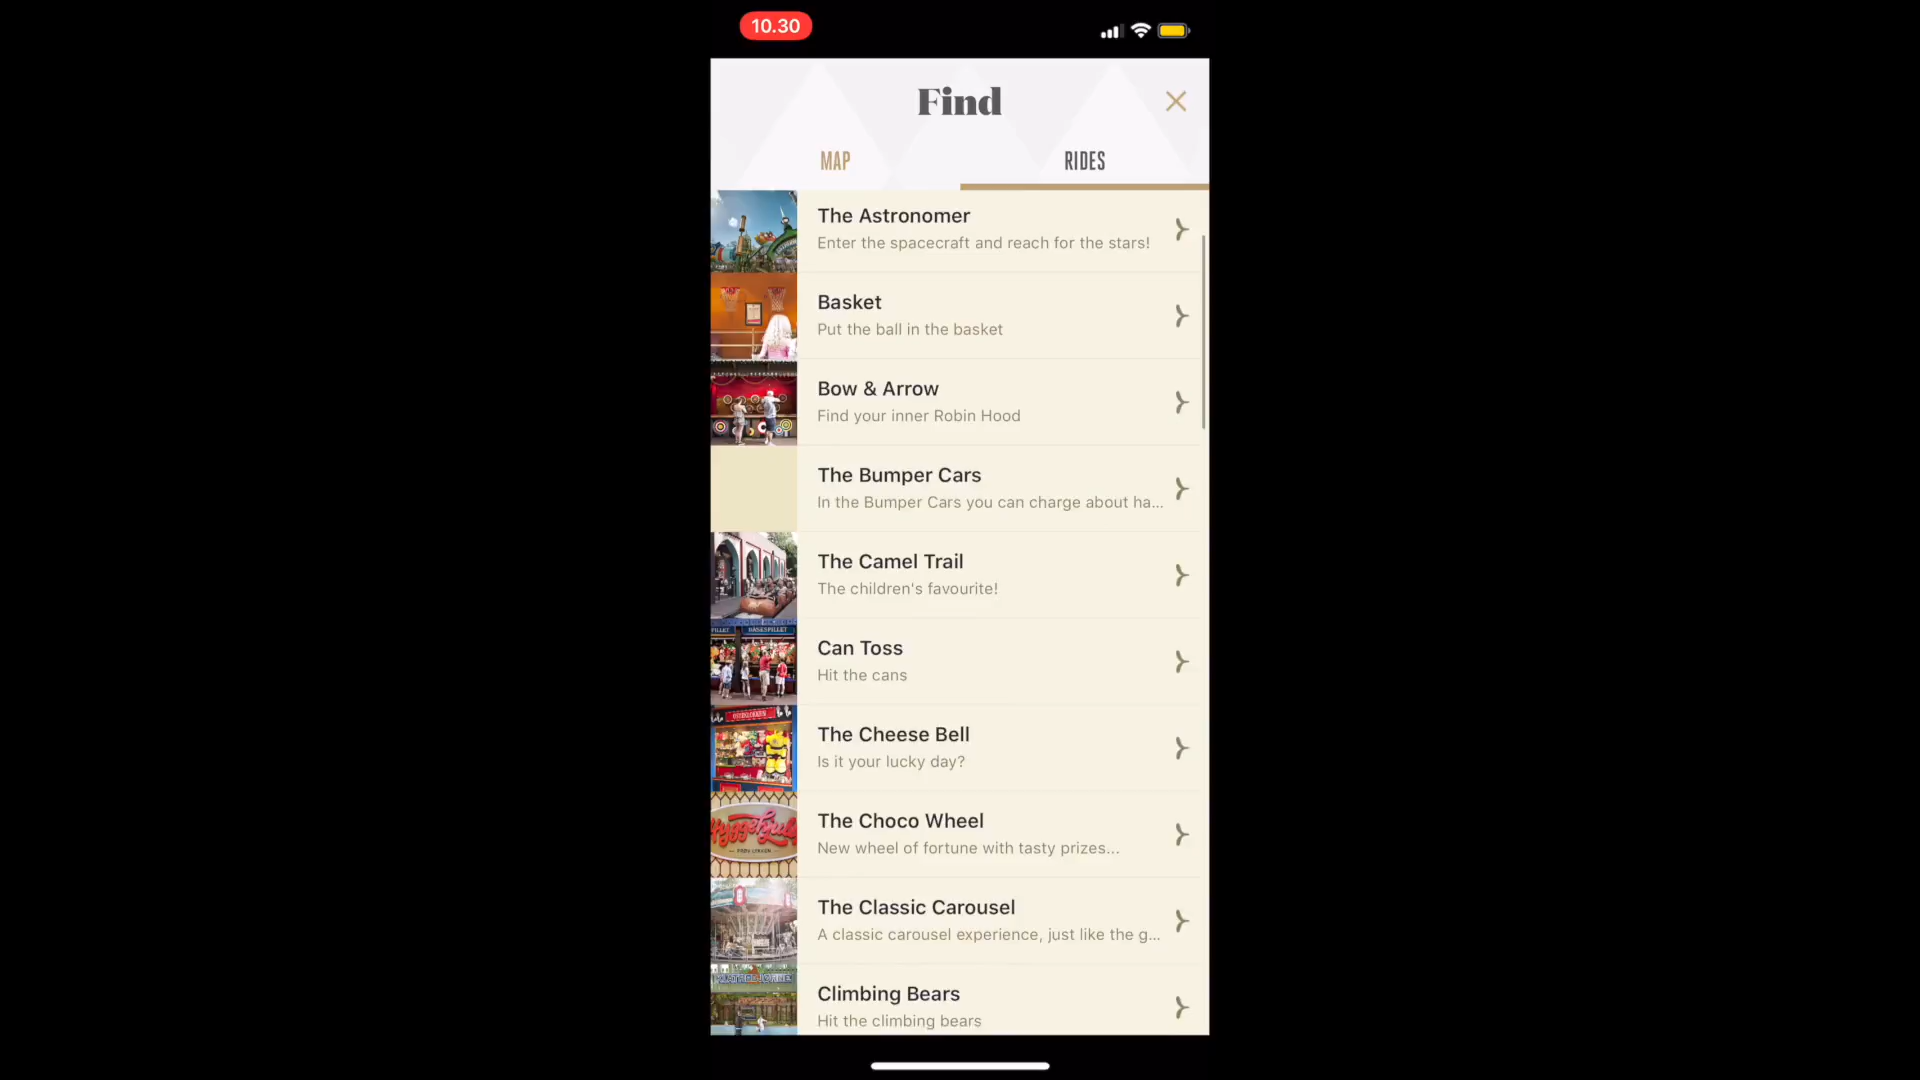 10.30
Find
MAP
RIDES
The Astronomer
Enter the spacecraft and reach for the stars!
Basket
Put the ball in the basket
Bow & Arrow
Find your inner Robin Hood
The Bumper Cars
In the Bumper Cars you can charge about ha...
The Camel Trail
The children's favourite!
Can Toss
Hit the cans
The Cheese Bell
Is it your lucky day?
The Choco Wheel
New wheel of fortune with tasty prizes...
The Classic Carousel
A classic carousel experience, just like the g...
Climbing Bears
Hit the climbing bears